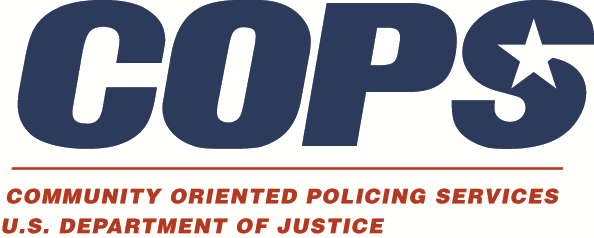 COPS
COMMUNITY ORIENTED POLICING SERVICES
U.S. DEPARTMENT OF JUSTICE